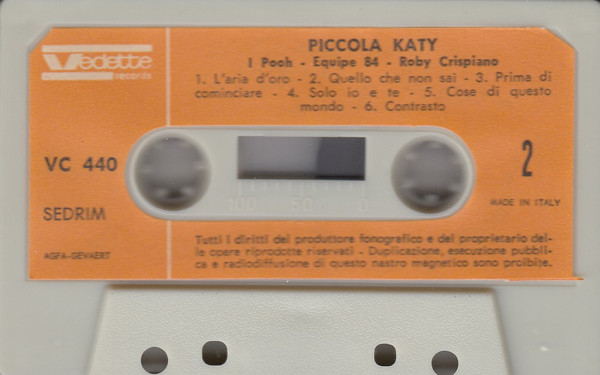 Vedette
records
PICCOLA KATY
I Pooh - Equipe 84 - Roby Crispiano
1. L'aria d'oro - 2. Quello che non sai - 3. Prima di
cominciare - 4. Solo io e te - 5. Cose di questo
mondo - 6. Contrasto
VC 440
2
SEDRIM
MADE IN ITALY
100 50 0
AGFA-GEVAERT
Tutti i diritti del produttore fonografico e del proprietario del-
le opere riprodotte riservati - Duplicazione, esecuzione pubbli-
ca e radiodiffusione di questo nastro magnetico sono proibite.